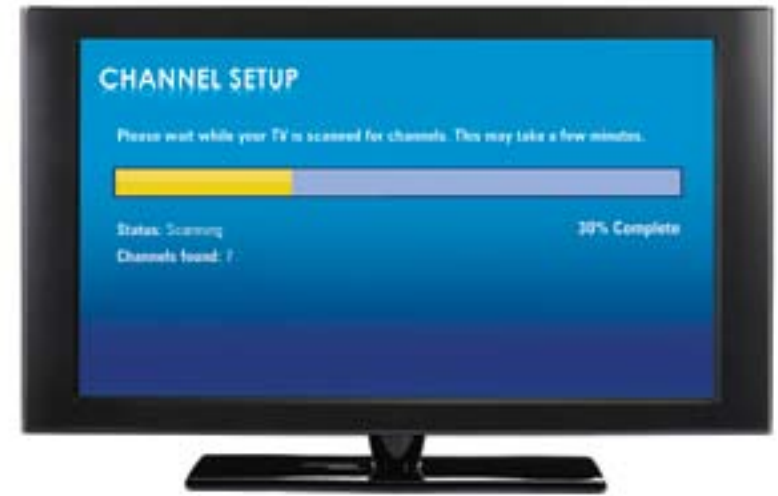 CHANNEL SETUP
Please wait while your TV is scanned for channels. This may take a few minutes.
Status: Scanning
30% Complete
Channels found: 7